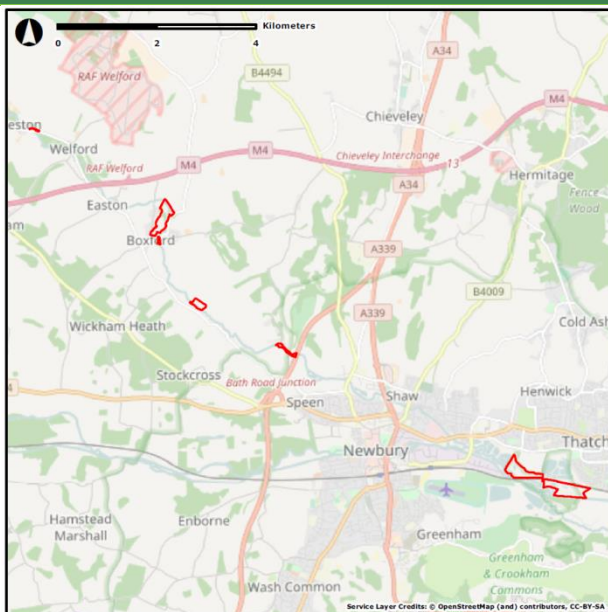 Kilometers
0 2 4
A34
RAF Welford
B4494
M4
Chieveley
eston
Welford
M4
M4
Chieveley Interchange 13
RAF Welford
Hermitage
A34
Fence
Wood
Easton
am
Boxford
A339
B4009
A339
Wickham Heath
Cold Ash
Stockcross
4
Bath Road Junction
Shaw
Henwick
Speen
Newbury
Thatch
Hamstead
Marshall
Enborne
Greenham
Greenham
& Crookham
Commons
Wash Common
Service Layer Credits: © OpenStreetMap (and) contributors, CC-BY-SA